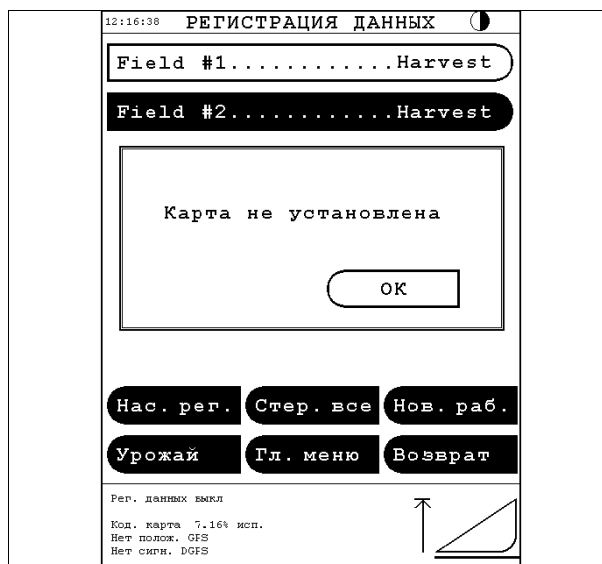 12:16:38 РЕГИСТРАЦИЯ ДАННЫХ
Field #1............Harvest
Field #2............Harvest
Карта не установлена
OK
Нас. рег. Стер. все Нов. раб.
Урожай Гл. меню Возврат
Рег. данных выкл
Код. карта 7.16% исп.
Нет полож. GPS
Нет сигн. DGPS